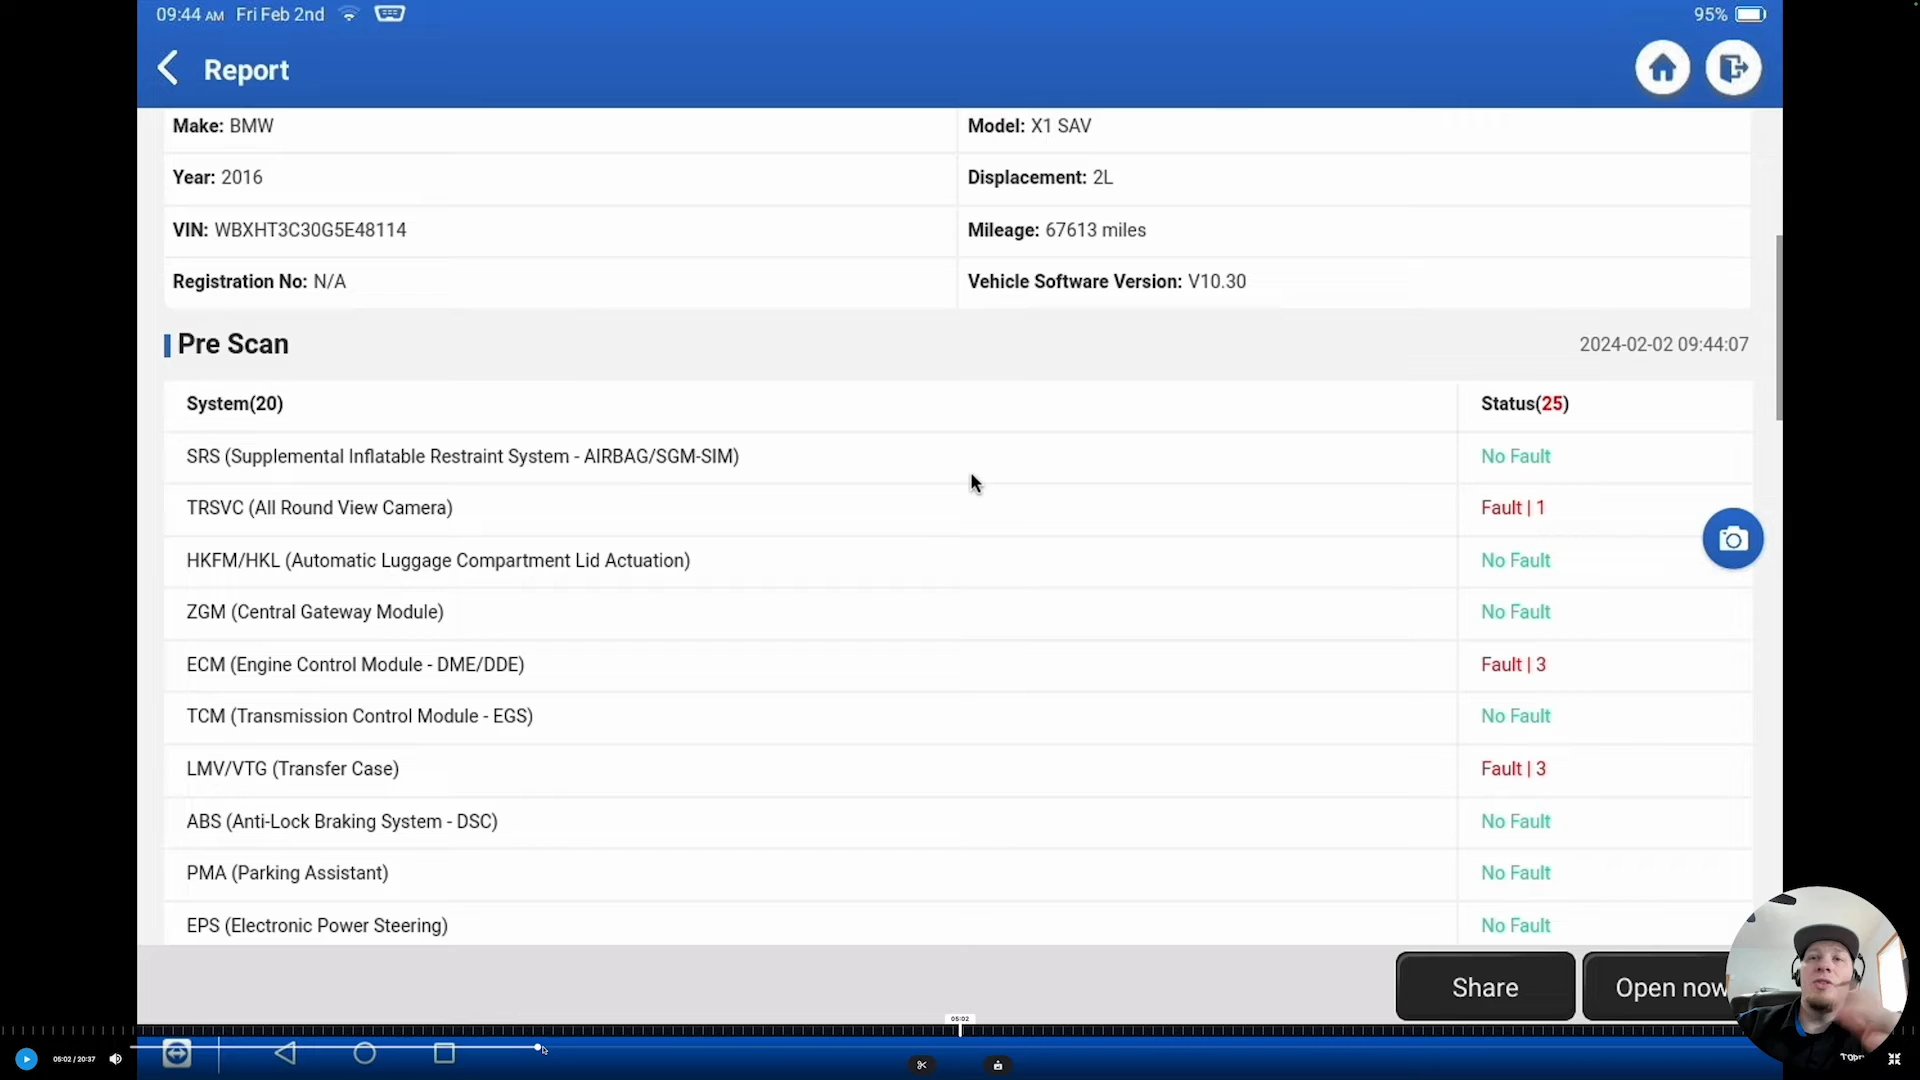 09:44 AM Fri Feb 2nd
95%
Report
Make: BMW
Model: X1 SAV
Year: 2016
Displacement: 2L
VIN: WBXHT3C30G5E48114
Mileage: 67613 miles
Registration No: N/A
Vehicle Software Version: V10.30
Pre Scan
2024-02-02 09:44:07
System(20)
Status(25)
SRS (Supplemental Inflatable Restraint System - AIRBAG/SGM-SIM)
No Fault
TRSVC (All Round View Camera)
Fault | 1
HKFM/HKL (Automatic Luggage Compartment Lid Actuation)
No Fault
ZGM (Central Gateway Module)
No Fault
ECM (Engine Control Module - DME/DDE)
Fault | 3
TCM (Transmission Control Module - EGS)
No Fault
LMV/VTG (Transfer Case)
Fault | 3
ABS (Anti-Lock Braking System - DSC)
No Fault
PMA (Parking Assistant)
No Fault
EPS (Electronic Power Steering)
No Fault
Share
Open now
05:02
05:02 / 20:37